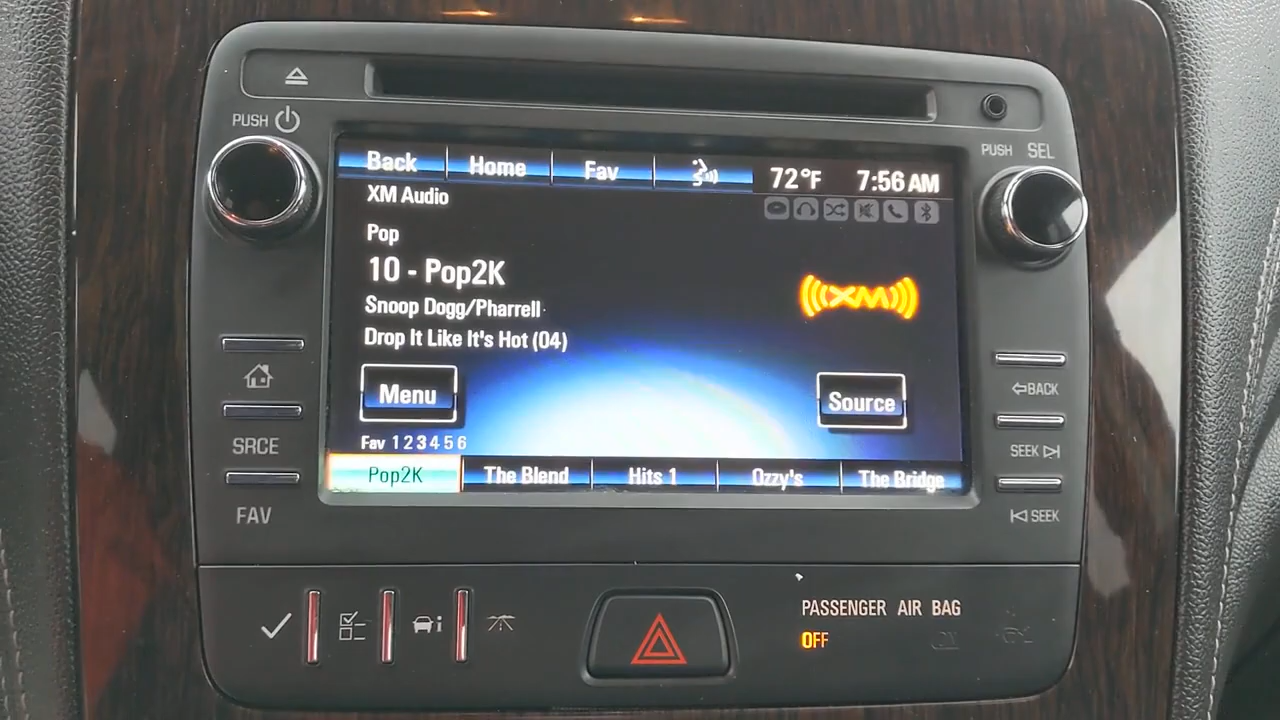 PUSH
PUSH SEL
Back Home Fav 72°F 7:56 AM
XM Audio
Pop
10 - Pop2K
XM
Snoop Dogg/Pharrell
Drop It Like It's Hot (04)
Menu Source
Fav 1 2 3 4 5 6
Pop2K The Blend Hits 1 Ozzy's The Bridge
SRCE
FAV
BACK
SEEK
SEEK
PASSENGER AIR BAG
OFF ON